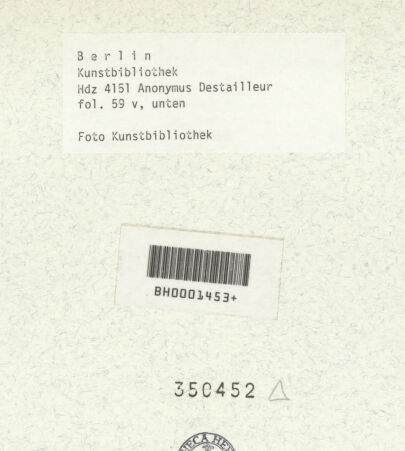 B e r l i n
Kunstbibliothek
Hdz 4151 Anonymus Destailleur
fol. 59 v, unten
Foto Kunstbibliothek
BH0001453+
350452